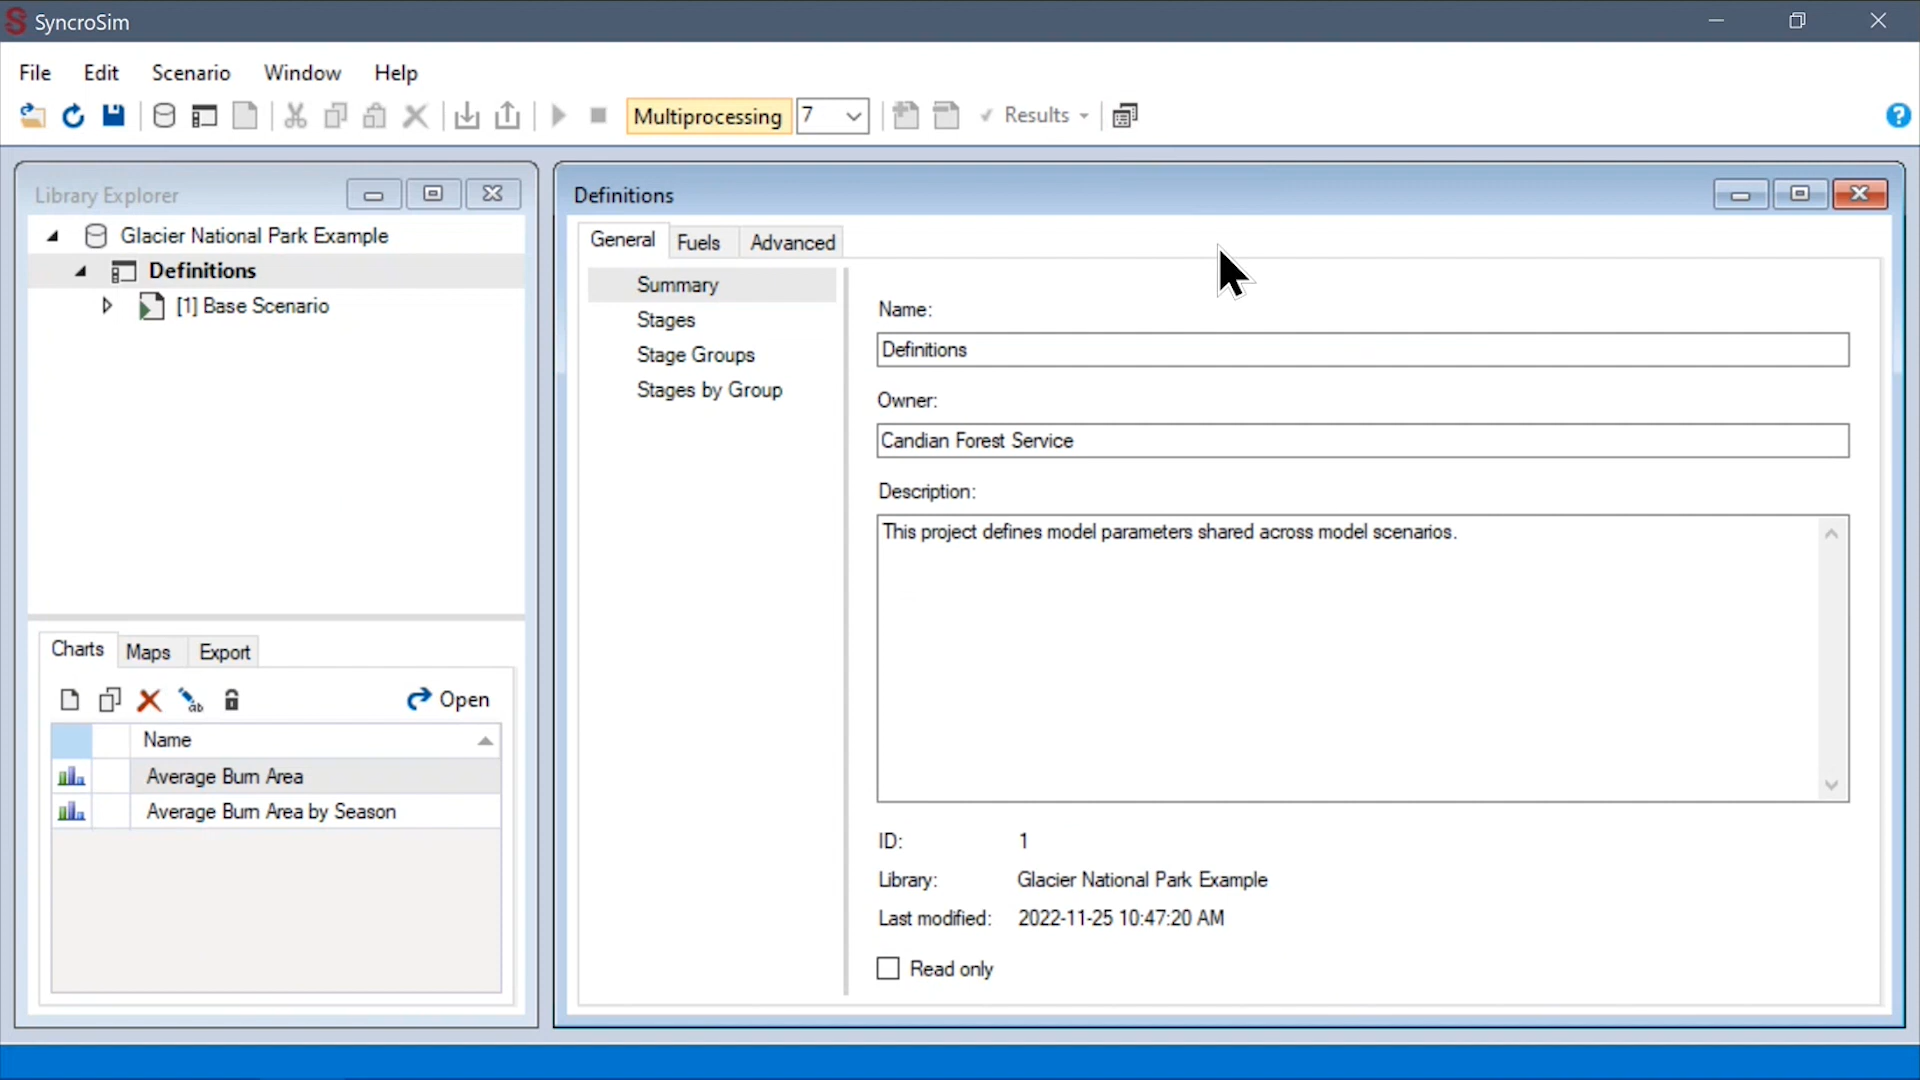 SyncroSim
File Edit Scenario Window Help
Multiprocessing 7 Results
Library Explorer
Glacier National Park Example
Definitions
[1] Base Scenario
Charts Maps Export
Open
Name
Average Burn Area
Average Burn Area by Season
Definitions
General Fuels Advanced
Summary
Stages
Stage Groups
Stages by Group
Name:
Definitions
Owner:
Candian Forest Service
Description:
This project defines model parameters shared across model scenarios.
ID: 1
Library: Glacier National Park Example
Last modified: 2022-11-25 10:47:20 AM
Read only